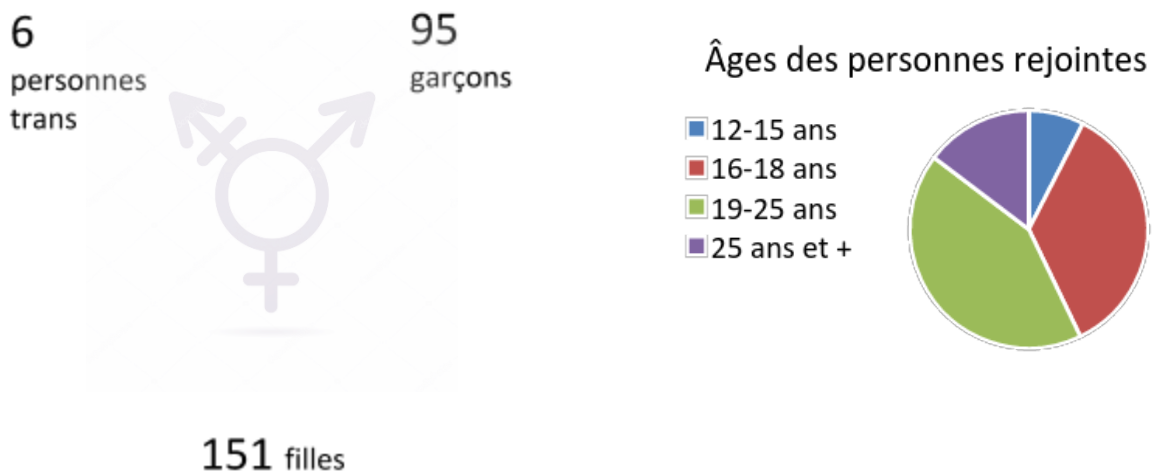 6
personnes
trans
95
garçons
151 filles
Âges des personnes rejointes
12-15 ans
16-18 ans
19-25 ans
25 ans et +